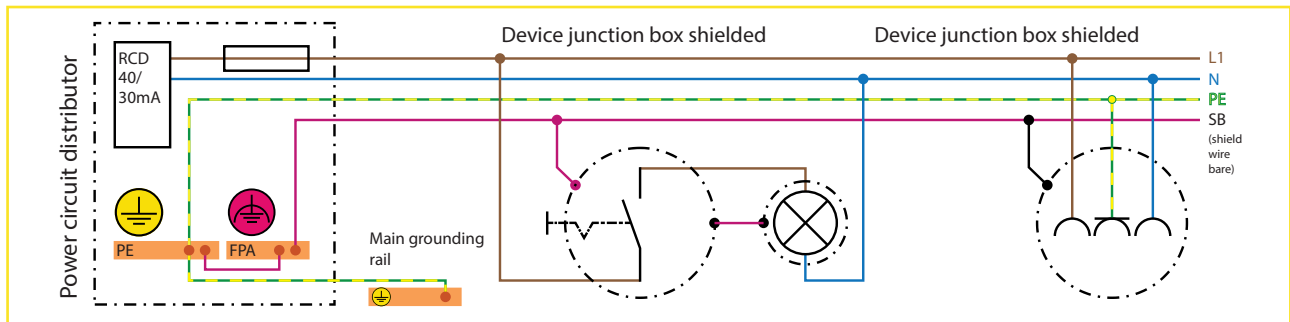 Power circuit distributor
RCD
40/
30mA
PE
FPA
Main grounding
rail
Device junction box shielded
Device junction box shielded
L1
N
PE
SB
(shield
wire
bare)